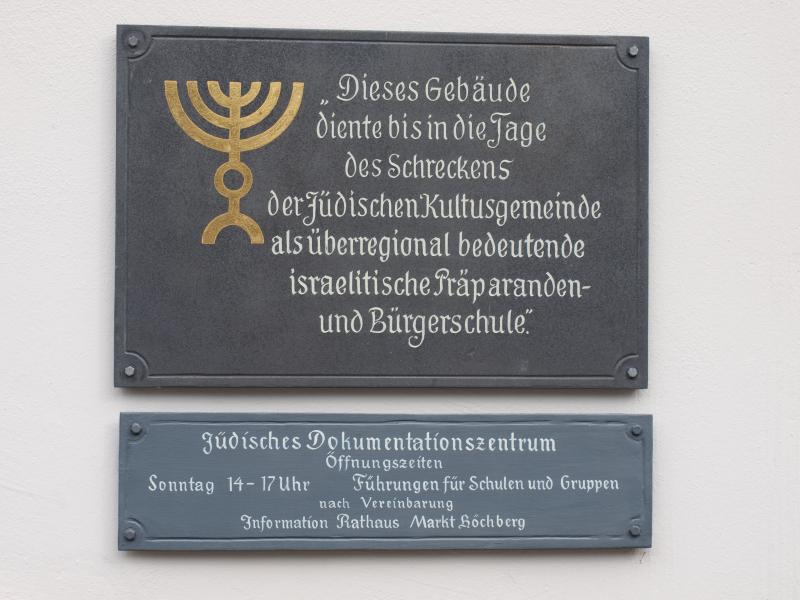 „Dieses Gebäude
diente bis in die Tage
des Schreckens
der Jüdischen Kultusgemeinde
als überregional bedeutende
israelitische Präparanden-
und Bürgerschule“.
Jüdisches Dokumentationszentrum
Öffnungszeiten
Sonntag 14 – 17 Uhr Führungen für Schulen und Gruppen
nach Vereinbarung
Information Rathaus Markt Höchberg